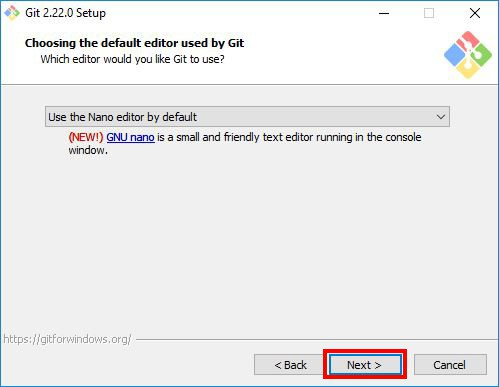 Git 2.22.0 Setup
Choosing the default editor used by Git
Which editor would you like Git to use?
Use the Nano editor by default
(NEW!) GNU nano is a small and friendly text editor running in the console
window.
https://gitforwindows.org/
< Back
Next >
Cancel